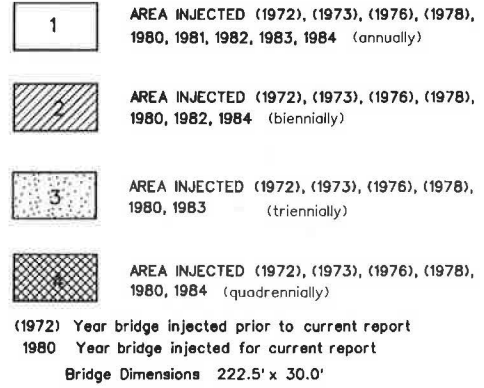 1
AREA INJECTED (1972), (1973), (1976), (1978),
1980, 1981, 1982, 1983, 1984 (annually)
2
AREA INJECTED (1972), (1973), (1976), (1978),
1980, 1982, 1984 (biennially)
3
AREA INJECTED (1972), (1973), (1976), (1978),
1980, 1983 (triennially)
4
AREA INJECTED (1972), (1973), (1976), (1978),
1980, 1984 (quadrennially)
(1972) Year bridge injected prior to current report
1980 Year bridge injected for current report
Bridge Dimensions 222.5' x 30.0'